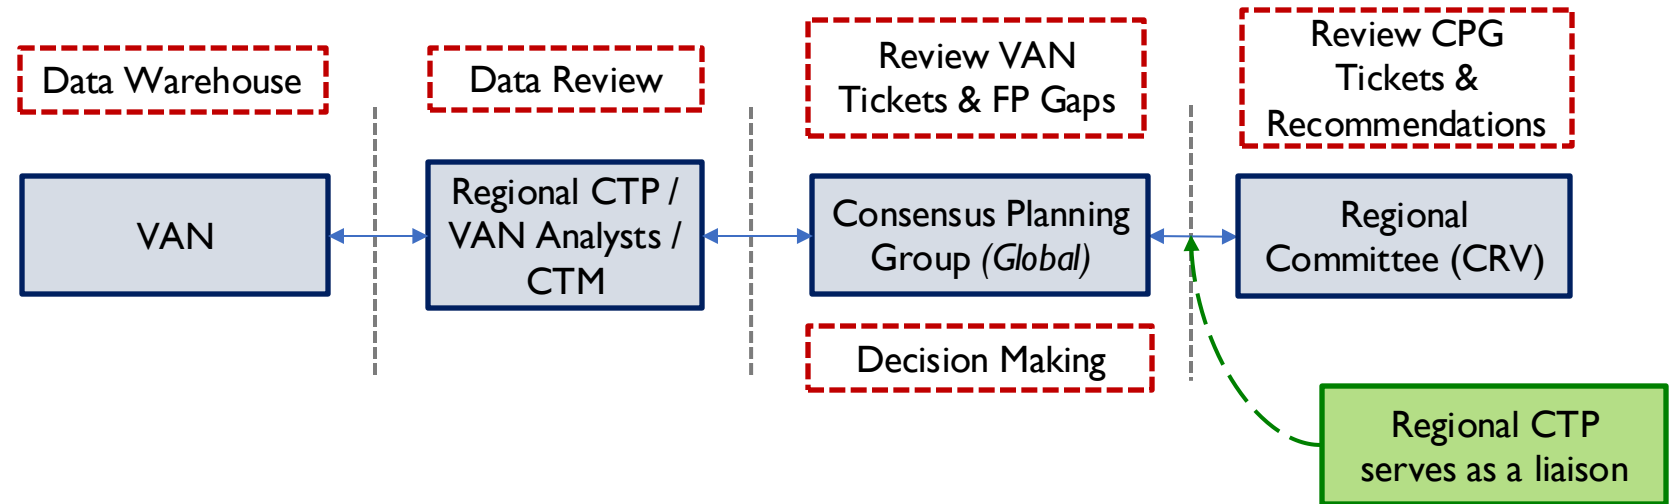 Data Warehouse
Data Review
Review VAN
Tickets & FP Gaps
Review CPG
Tickets &
Recommendations
VAN
Regional CTP /
VAN Analysts /
CTM
Consensus Planning
Group (Global)
Regional
Committee (CRV)
Decision Making
Regional CTP
serves as a liaison